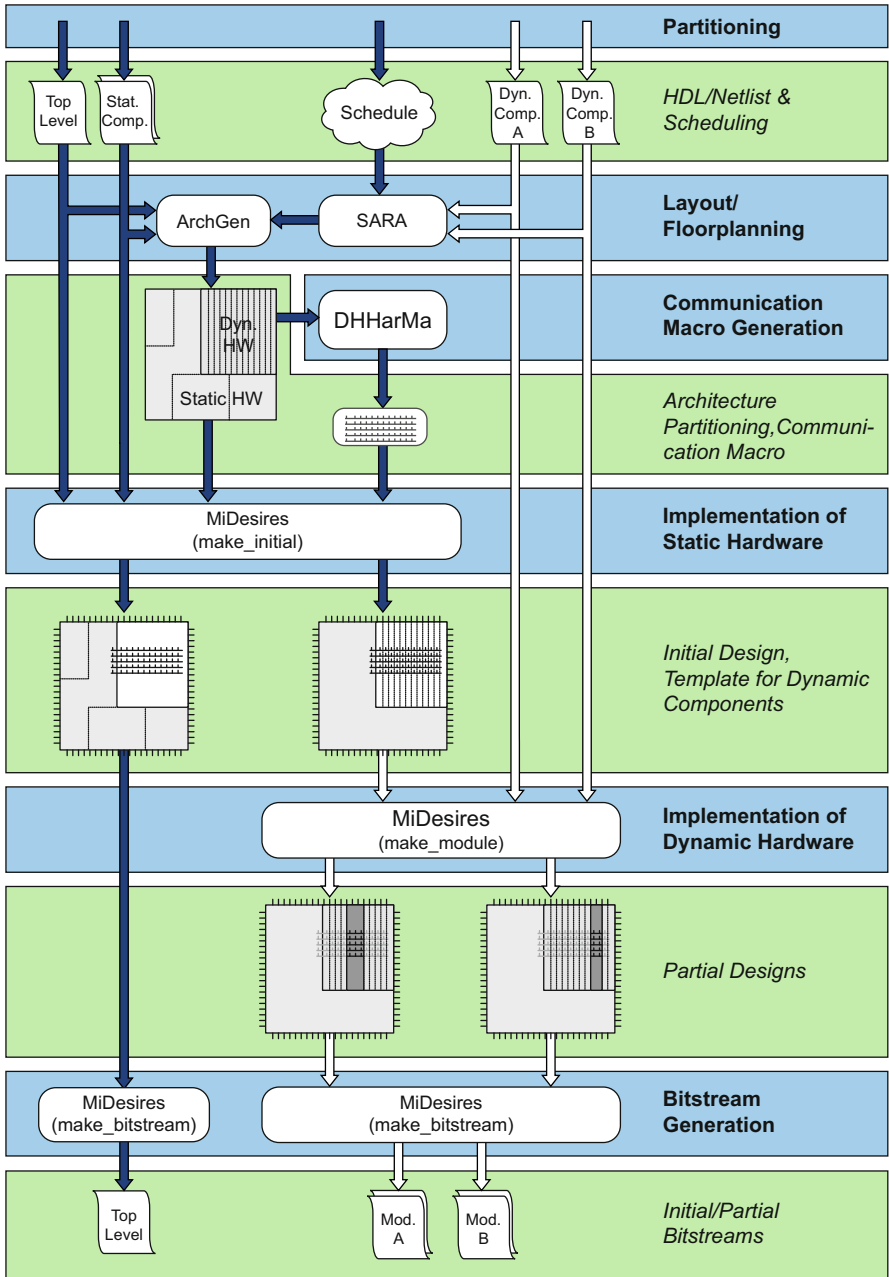 Partitioning
Top
Level
Stat.
Comp.
Schedule
Dyn.
Comp.
A
Dyn.
Comp.
B
HDL/Netlist &
Scheduling
ArchGen
SARA
Layout/
Floorplanning
Dyn.
HW
Static HW
DHHarMa
Communication
Macro Generation
Architecture
Partitioning,Communi-
cation Macro
MiDesires
(make_initial)
Implementation of
Static Hardware
Initial Design,
Template for Dynamic
Components
MiDesires
(make_module)
Implementation of
Dynamic Hardware
Partial Designs
MiDesires
(make_bitstream)
MiDesires
(make_bitstream)
Bitstream
Generation
Top
Level
Mod.
A
Mod.
B
Initial/Partial
Bitstreams